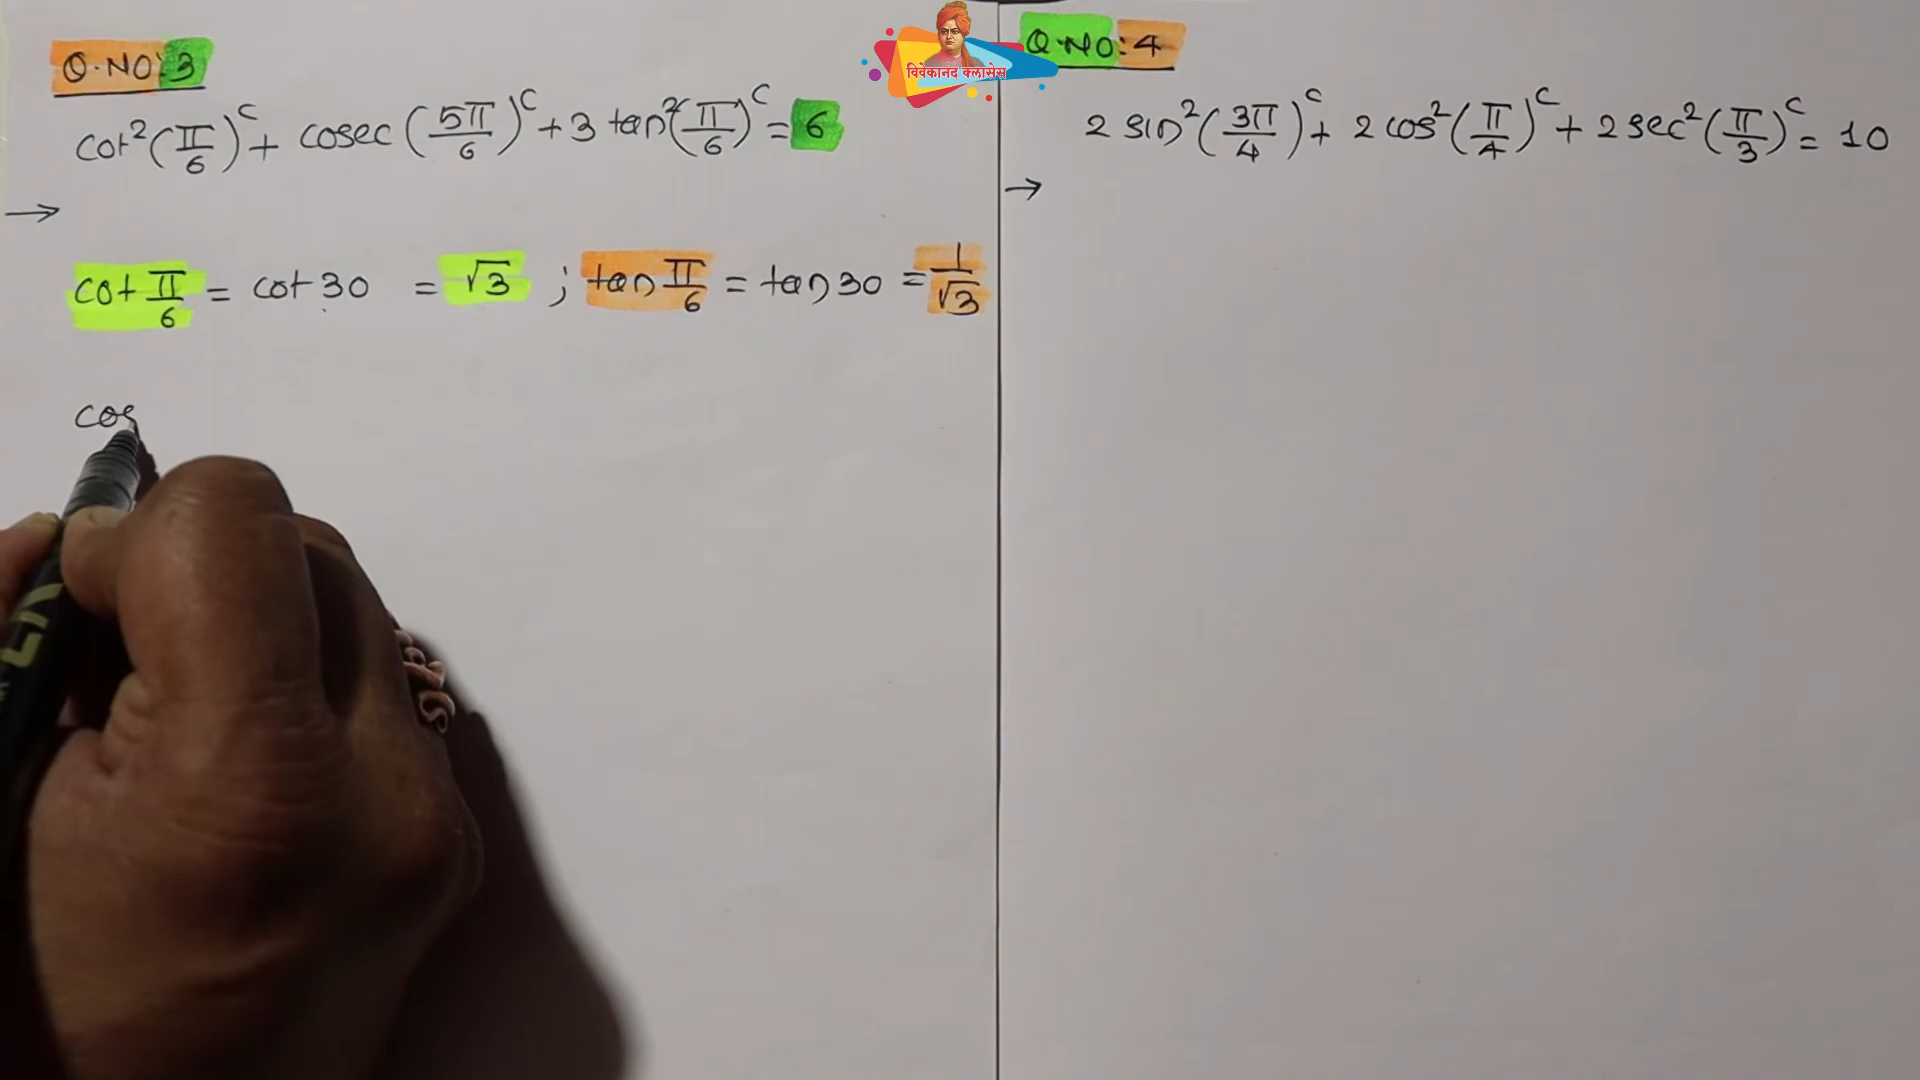 Q.NO:3
cot²(π/6)ᶜ + cosec(5π/6)ᶜ + 3 tan²(π/6)ᶜ = 6
→
cot π/6 = cot 30 = √3 ; tan π/6 = tan 30 = 1/√3
cos
विवेकानंद क्लासेस
Q.NO:4
2 sin²(3π/4)ᶜ + 2 cos²(π/4)ᶜ + 2 sec²(π/3)ᶜ = 10
→